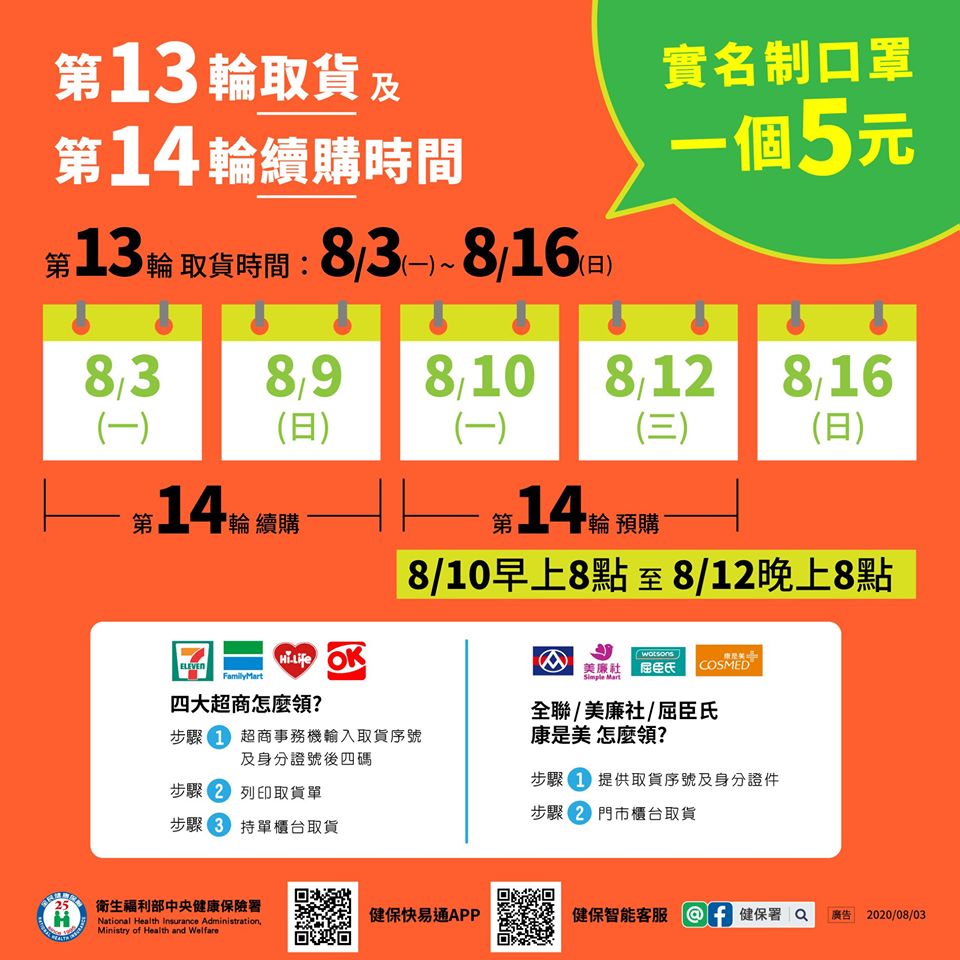 第13輪取貨及
第14輪續購時間
實名制口罩
一個5元
第13輪 取貨時間：8/3(一)~ 8/16(日)
8/3
(一)
8/9
(日)
8/10
(一)
8/12
(三)
8/16
(日)
第14輪 續購
第14輪 預購
8/10早上8點 至 8/12晚上8點
7 ELEVEN
FamilyMart
Hi-Life
OK
四大超商怎麼領?
步驟 1 超商事務機輸入取貨序號
及身分證號後四碼
步驟 2 列印取貨單
步驟 3 持單櫃台取貨
美廉社
Simple Mart
watsons
屈臣氏
康是美
COSMED
全聯/美廉社/屈臣氏
康是美 怎麼領?
步驟 1 提供取貨序號及身分證件
步驟 2 門市櫃台取貨
全民健康保險
25
NATIONAL HEALTH INSURANCE
衛生福利部中央健康保險署
National Health Insurance Administration,
Ministry of Health and Welfare
健保快易通APP
健保智能客服
@ f 健保署
廣告 2020/08/03